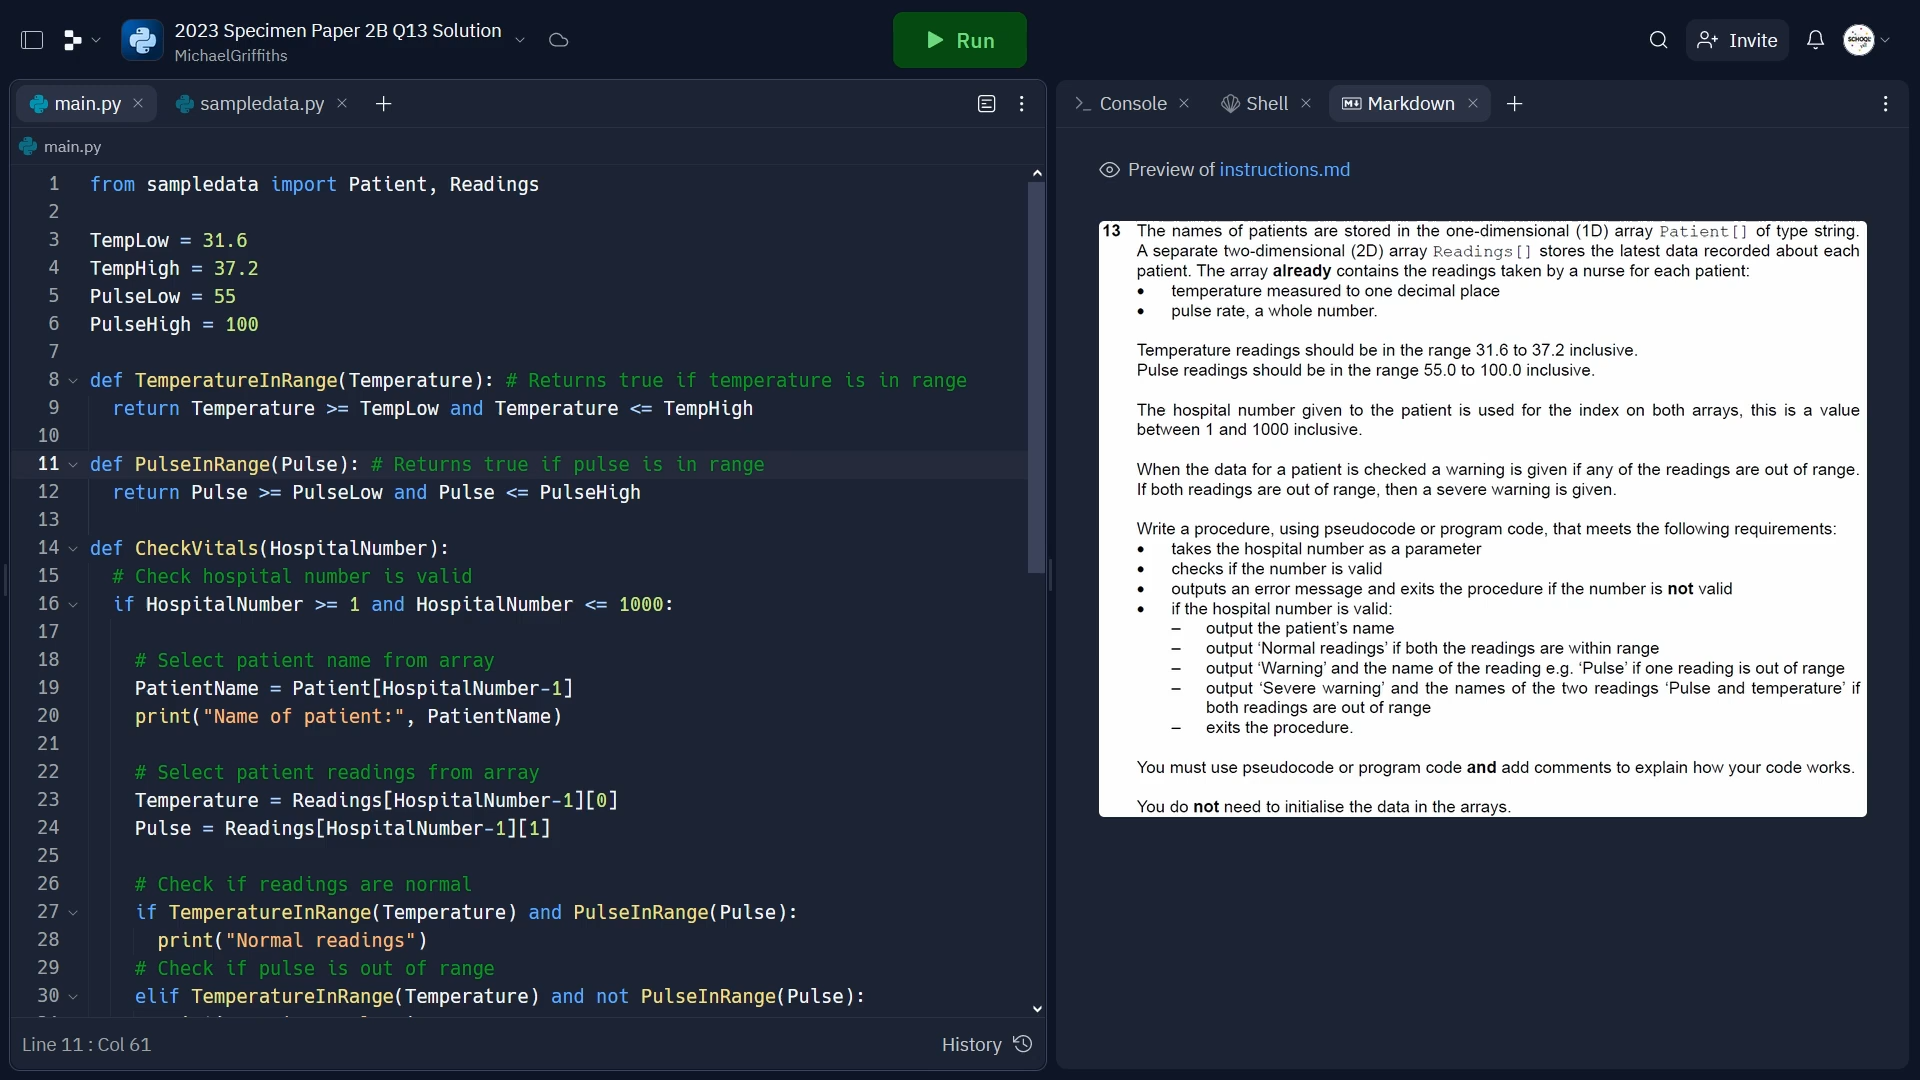 2023 Specimen Paper 2B Q13 Solution
MichaelGriffiths
Run
Invite
SCHOOL
main.py
sampledata.py
main.py
1 from sampledata import Patient, Readings
2
3 TempLow = 31.6
4 TempHigh = 37.2
5 PulseLow = 55
6 PulseHigh = 100
7
8 def TemperatureInRange(Temperature): # Returns true if temperature is in range
9 return Temperature >= TempLow and Temperature <= TempHigh
10
11 def PulseInRange(Pulse): # Returns true if pulse is in range
12 return Pulse >= PulseLow and Pulse <= PulseHigh
13
14 def CheckVitals(HospitalNumber):
15 # Check hospital number is valid
16 if HospitalNumber >= 1 and HospitalNumber <= 1000:
17
18 # Select patient name from array
19 PatientName = Patient[HospitalNumber-1]
20 print("Name of patient:", PatientName)
21
22 # Select patient readings from array
23 Temperature = Readings[HospitalNumber-1][0]
24 Pulse = Readings[HospitalNumber-1][1]
25
26 # Check if readings are normal
27 if TemperatureInRange(Temperature) and PulseInRange(Pulse):
28 print("Normal readings")
29 # Check if pulse is out of range
30 elif TemperatureInRange(Temperature) and not PulseInRange(Pulse):
Line 11 : Col 61
History
Console
Shell
Markdown
Preview of instructions.md
13 The names of patients are stored in the one-dimensional (1D) array Patient[] of type string.
A separate two-dimensional (2D) array Readings[] stores the latest data recorded about each
patient. The array already contains the readings taken by a nurse for each patient:
• temperature measured to one decimal place
• pulse rate, a whole number.
Temperature readings should be in the range 31.6 to 37.2 inclusive.
Pulse readings should be in the range 55.0 to 100.0 inclusive.
The hospital number given to the patient is used for the index on both arrays, this is a value
between 1 and 1000 inclusive.
When the data for a patient is checked a warning is given if any of the readings are out of range.
If both readings are out of range, then a severe warning is given.
Write a procedure, using pseudocode or program code, that meets the following requirements:
• takes the hospital number as a parameter
• checks if the number is valid
• outputs an error message and exits the procedure if the number is not valid
• if the hospital number is valid:
– output the patient's name
– output ‘Normal readings’ if both the readings are within range
– output ‘Warning’ and the name of the reading e.g. ‘Pulse’ if one reading is out of range
– output ‘Severe warning’ and the names of the two readings ‘Pulse and temperature’ if
both readings are out of range
– exits the procedure.
You must use pseudocode or program code and add comments to explain how your code works.
You do not need to initialise the data in the arrays.